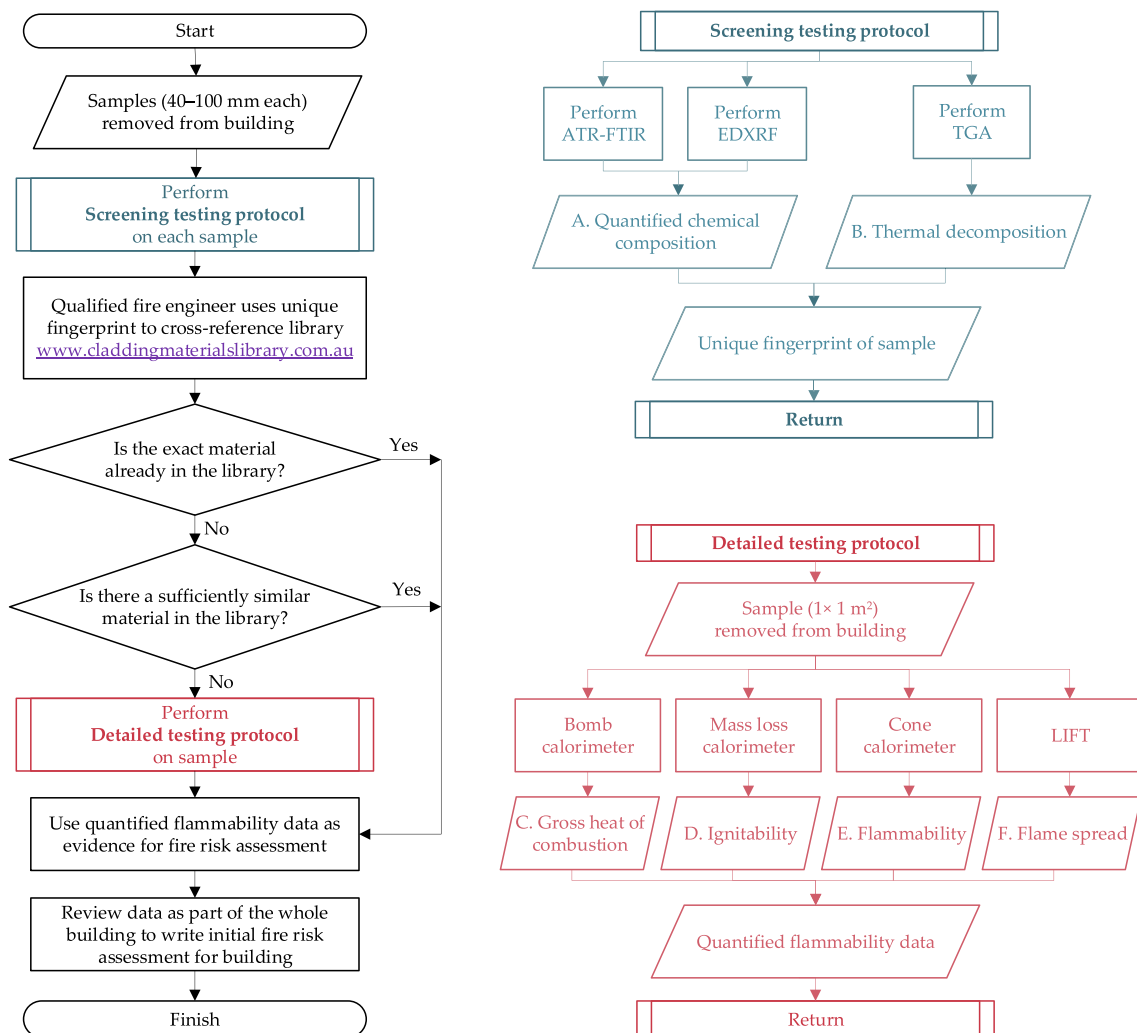 Start
Samples (40–100 mm each)
removed from building
Perform
Screening testing protocol
on each sample
Qualified fire engineer uses unique
fingerprint to cross-reference library
www.claddingmaterialslibrary.com.au
Is the exact material
already in the library?
Yes
No
Is there a sufficiently similar
material in the library?
Yes
No
Perform
Detailed testing protocol
on sample
Use quantified flammability data as
evidence for fire risk assessment
Review data as part of the whole
building to write initial fire risk
assessment for building
Finish
Screening testing protocol
Perform
ATR-FTIR
Perform
EDXRF
Perform
TGA
A. Quantified chemical
composition
B. Thermal decomposition
Unique fingerprint of sample
Return
Detailed testing protocol
Sample (1× 1 m²)
removed from building
Bomb
calorimeter
Mass loss
calorimeter
Cone
calorimeter
LIFT
C. Gross heat of
combustion
D. Ignitability
E. Flammability
F. Flame spread
Quantified flammability data
Return